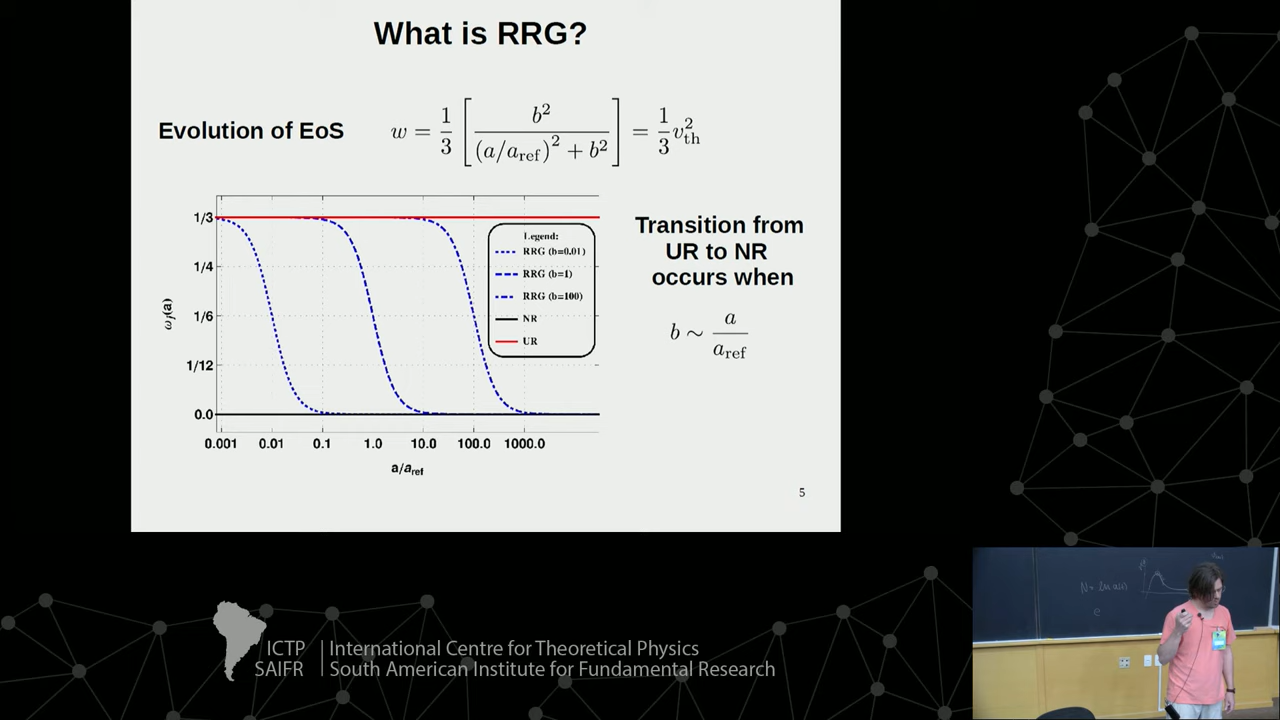 What is RRG?
Evolution of EoS
w = 1/3 [ b² / ((a/a_ref)² + b²) ] = 1/3 v²_th
1/3
1/4
1/6
1/12
0.0
ω_f(a)
Legend:
RRG (b=0.01)
RRG (b=1)
RRG (b=100)
NR
UR
0.001 0.01 0.1 1.0 10.0 100.0 1000.0
a/a_ref
Transition from
UR to NR
occurs when
b ∼ a / a_ref
5
ICTP
SAIFR
International Centre for Theoretical Physics
South American Institute for Fundamental Research